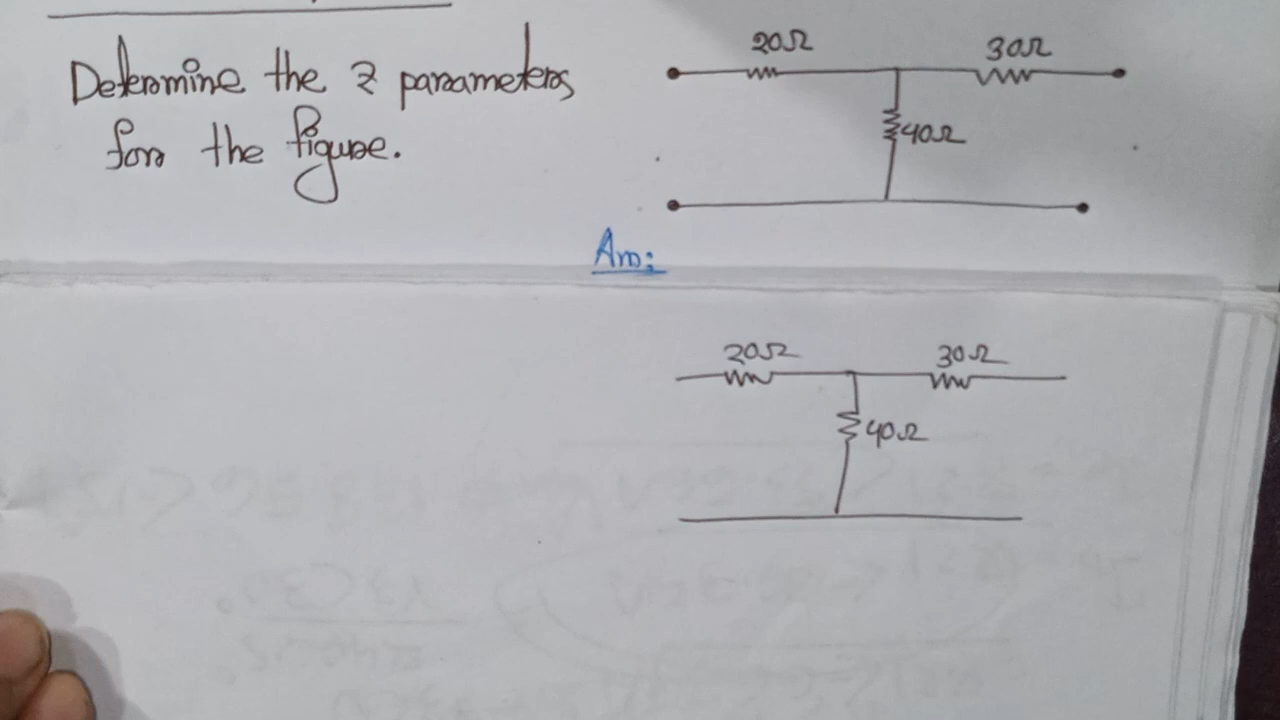 Determine the z parameters
for the figure.
20Ω
30Ω
40Ω
Ans:
20Ω
30Ω
40Ω